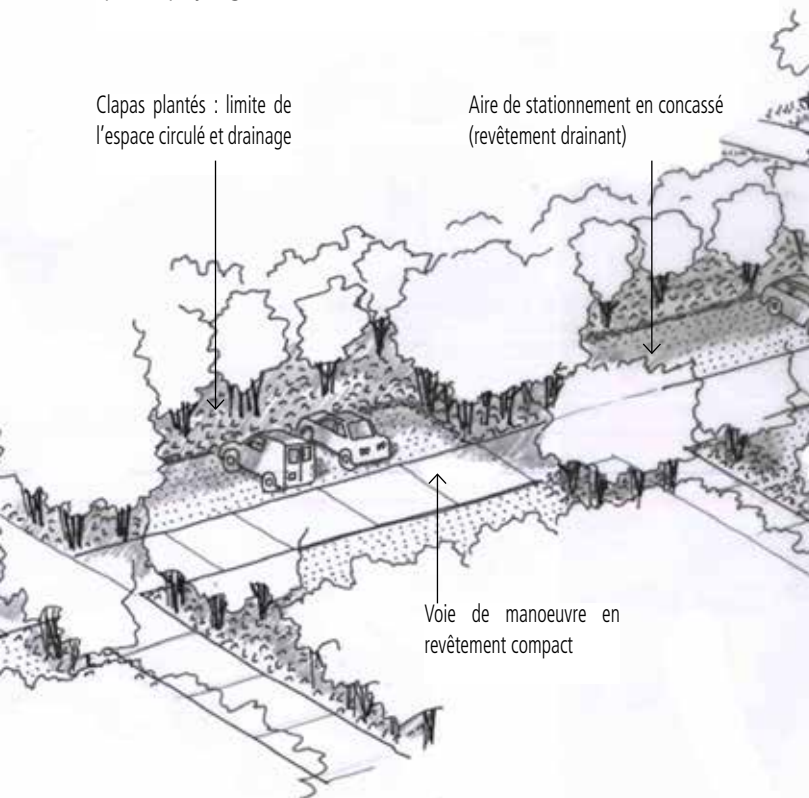 Clapas plantés : limite de
l'espace circulé et drainage
Aire de stationnement en concassé
(revêtement drainant)
Voie de manoeuvre en
revêtement compact